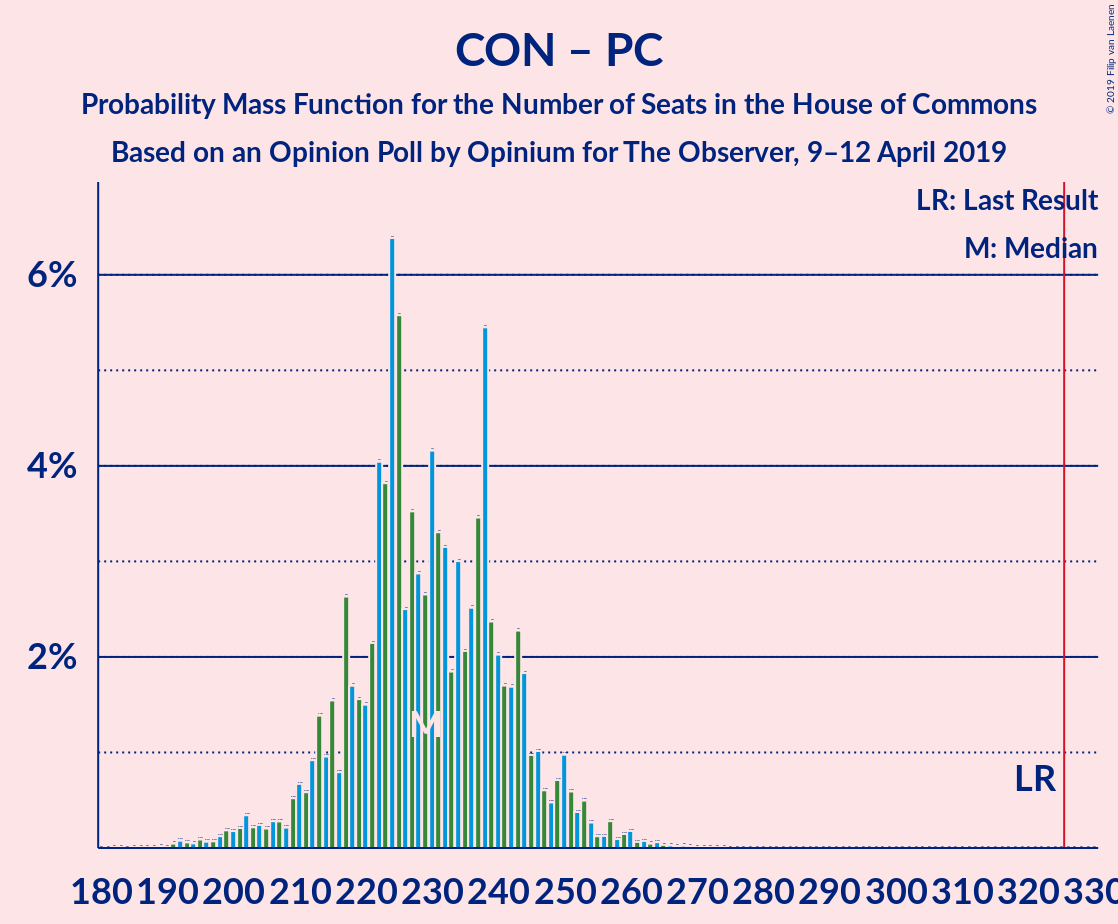 CON – PC
Probability Mass Function for the Number of Seats in the House of Commons
Based on an Opinion Poll by Opinium for The Observer, 9–12 April 2019
© 2019 Filip van Laenen
LR: Last Result
M: Median
6%
4%
2%
M
LR
180 190 200 210 220 230 240 250 260 270 280 290 300 310 320 330